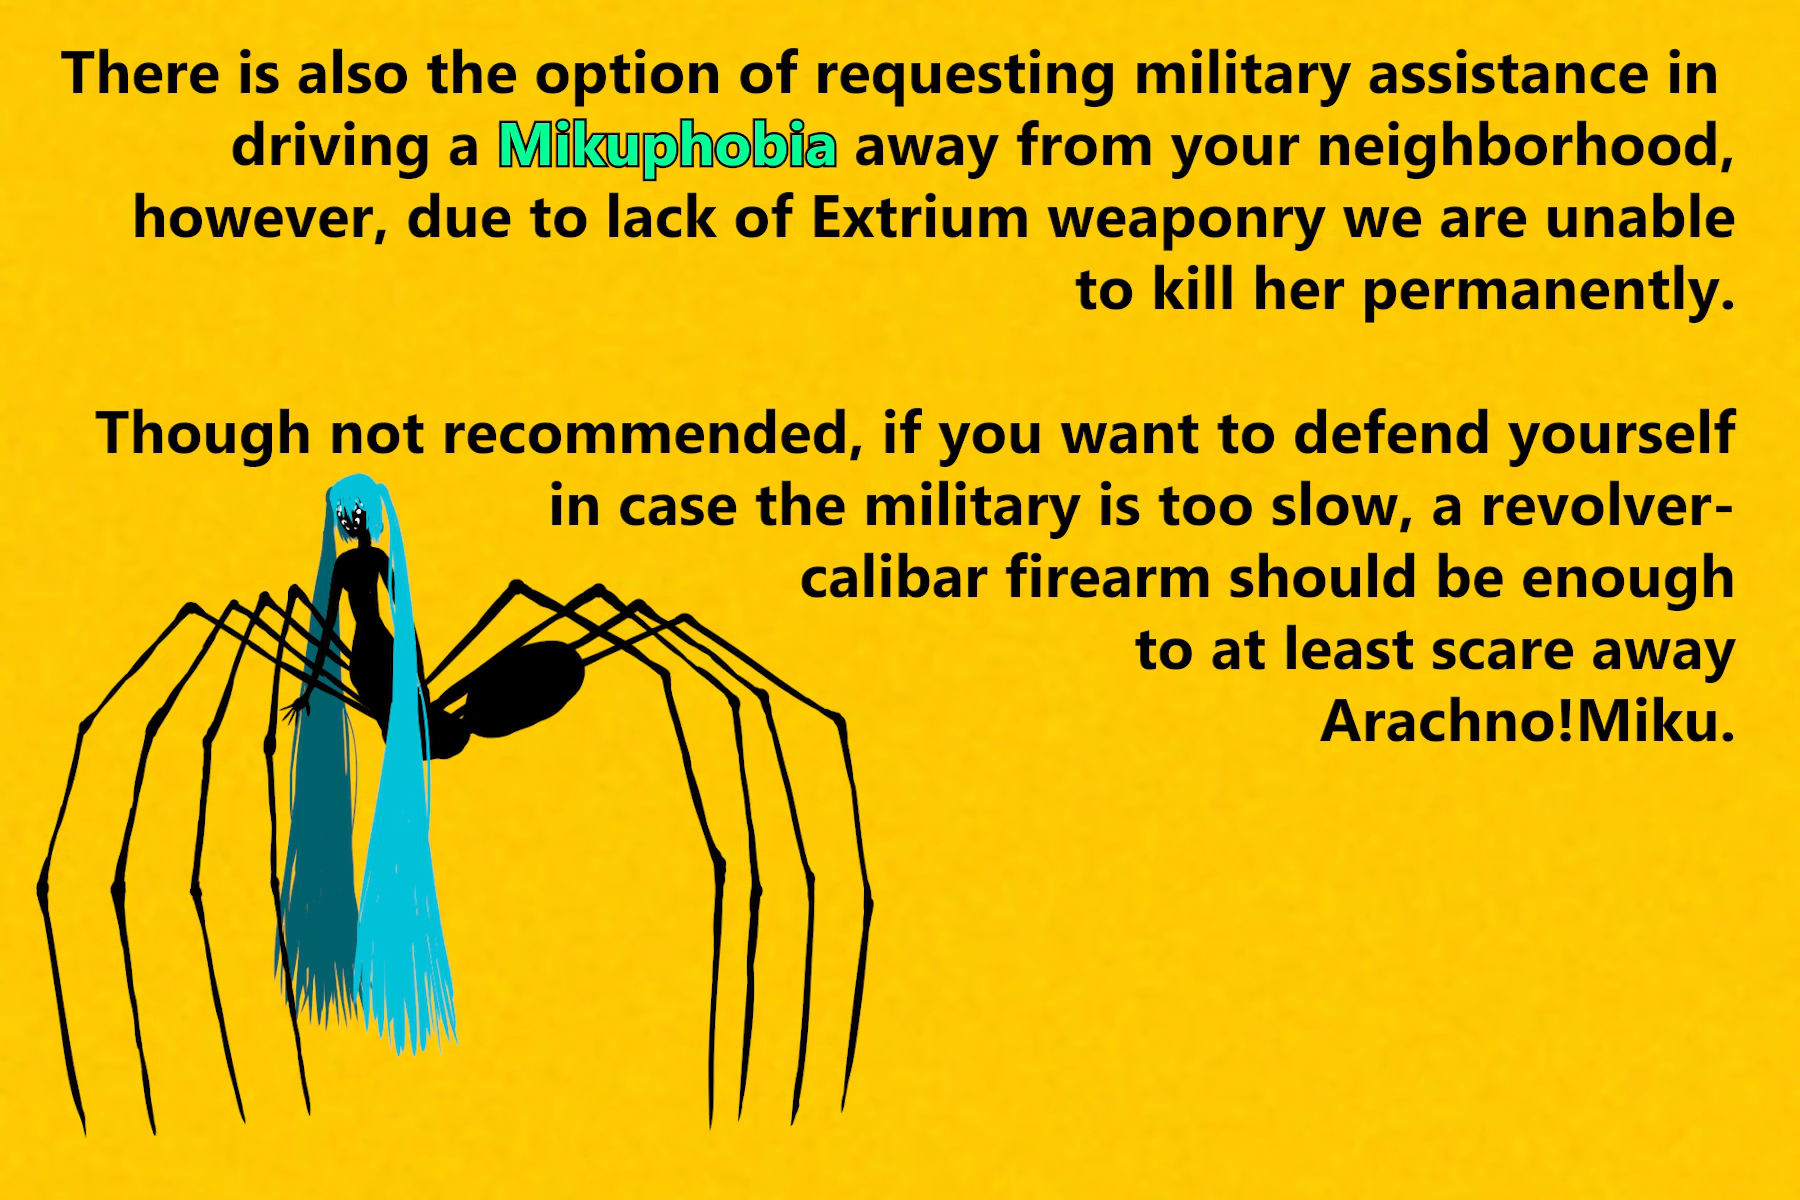 There is also the option of requesting military assistance in
driving a Mikuphobia away from your neighborhood,
however, due to lack of Extrium weaponry we are unable
to kill her permanently.
Though not recommended, if you want to defend yourself
in case the military is too slow, a revolver-
calibar firearm should be enough
to at least scare away
Arachno!Miku.